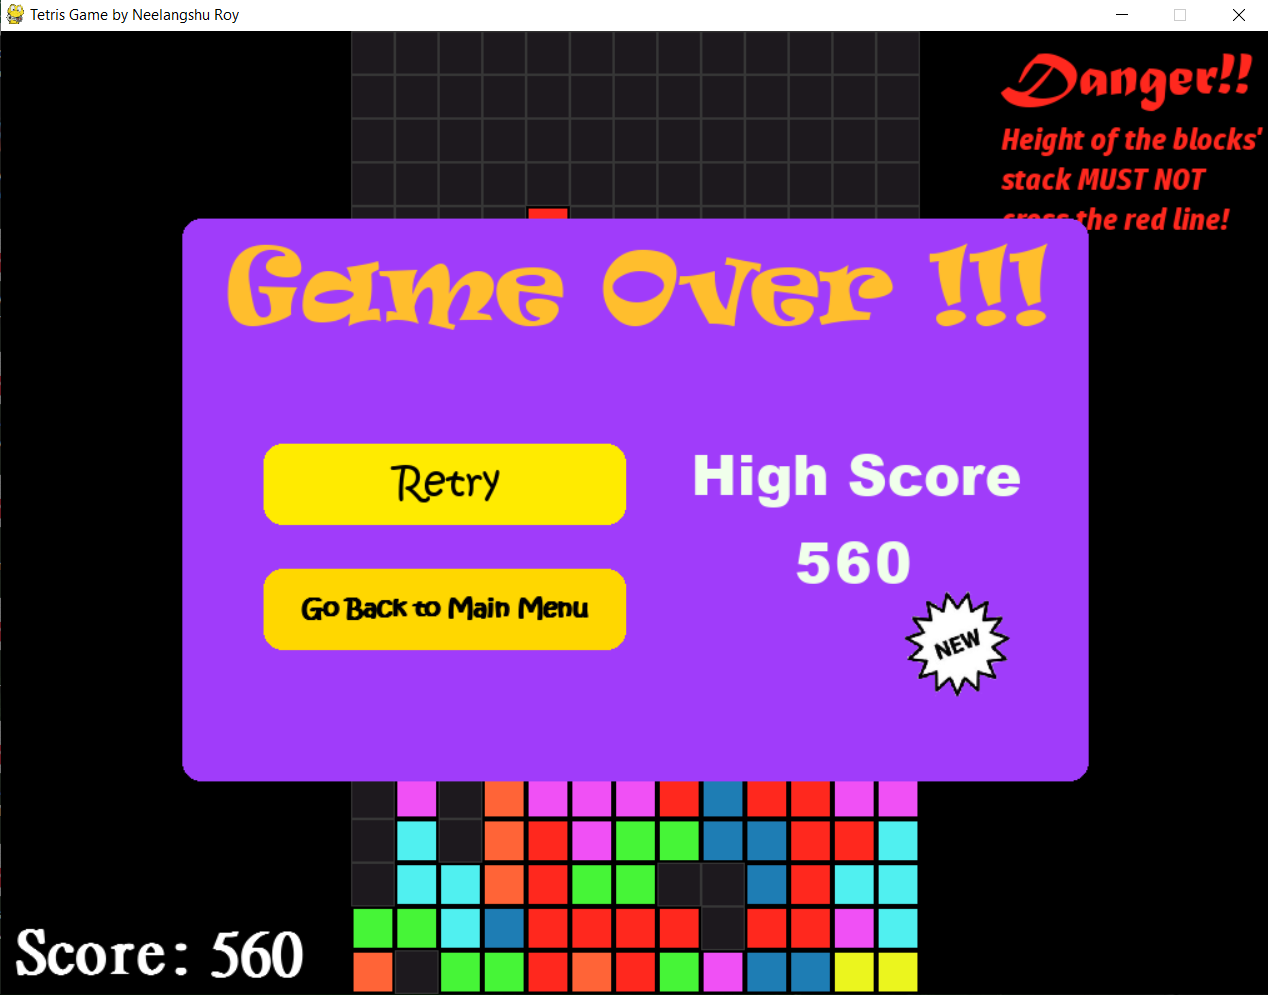 Tetris Game by Neelangshu Roy
Danger!!
Height of the blocks'
stack MUST NOT
cross the red line!
Game Over !!!
Retry
High Score
560
Go Back to Main Menu
NEW
Score: 560